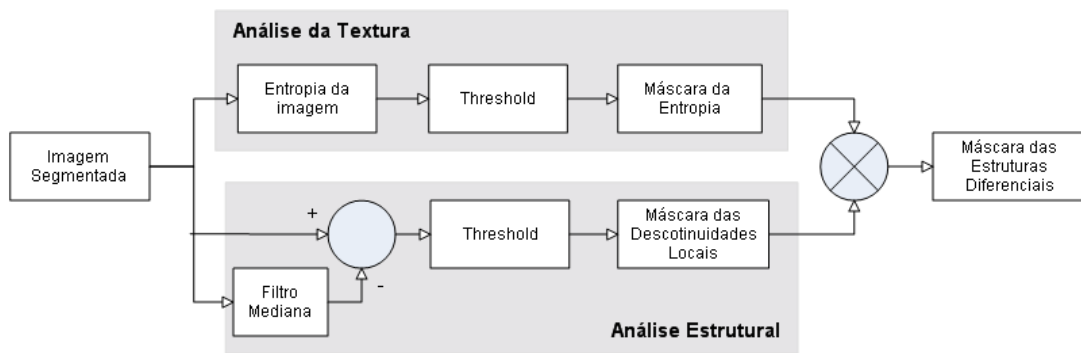 Análise da Textura
Entropia da
imagem
Threshold
Máscara da
Entropia
Imagem
Segmentada
Máscara das
Estruturas
Diferenciais
+
Threshold
Máscara das
Descotinuidades
Locais
-
Filtro
Mediana
Análise Estrutural